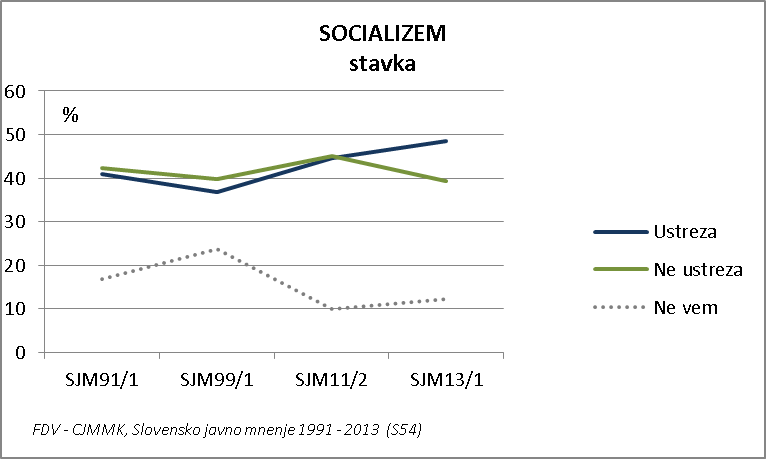 SOCIALIZEM
stavka
60
%
50
40
30
20
10
0
Ustreza
Ne ustreza
Ne vem
SJM91/1 SJM99/1 SJM11/2 SJM13/1
FDV - CJMMK, Slovensko javno mnenje 1991 - 2013 (S54)